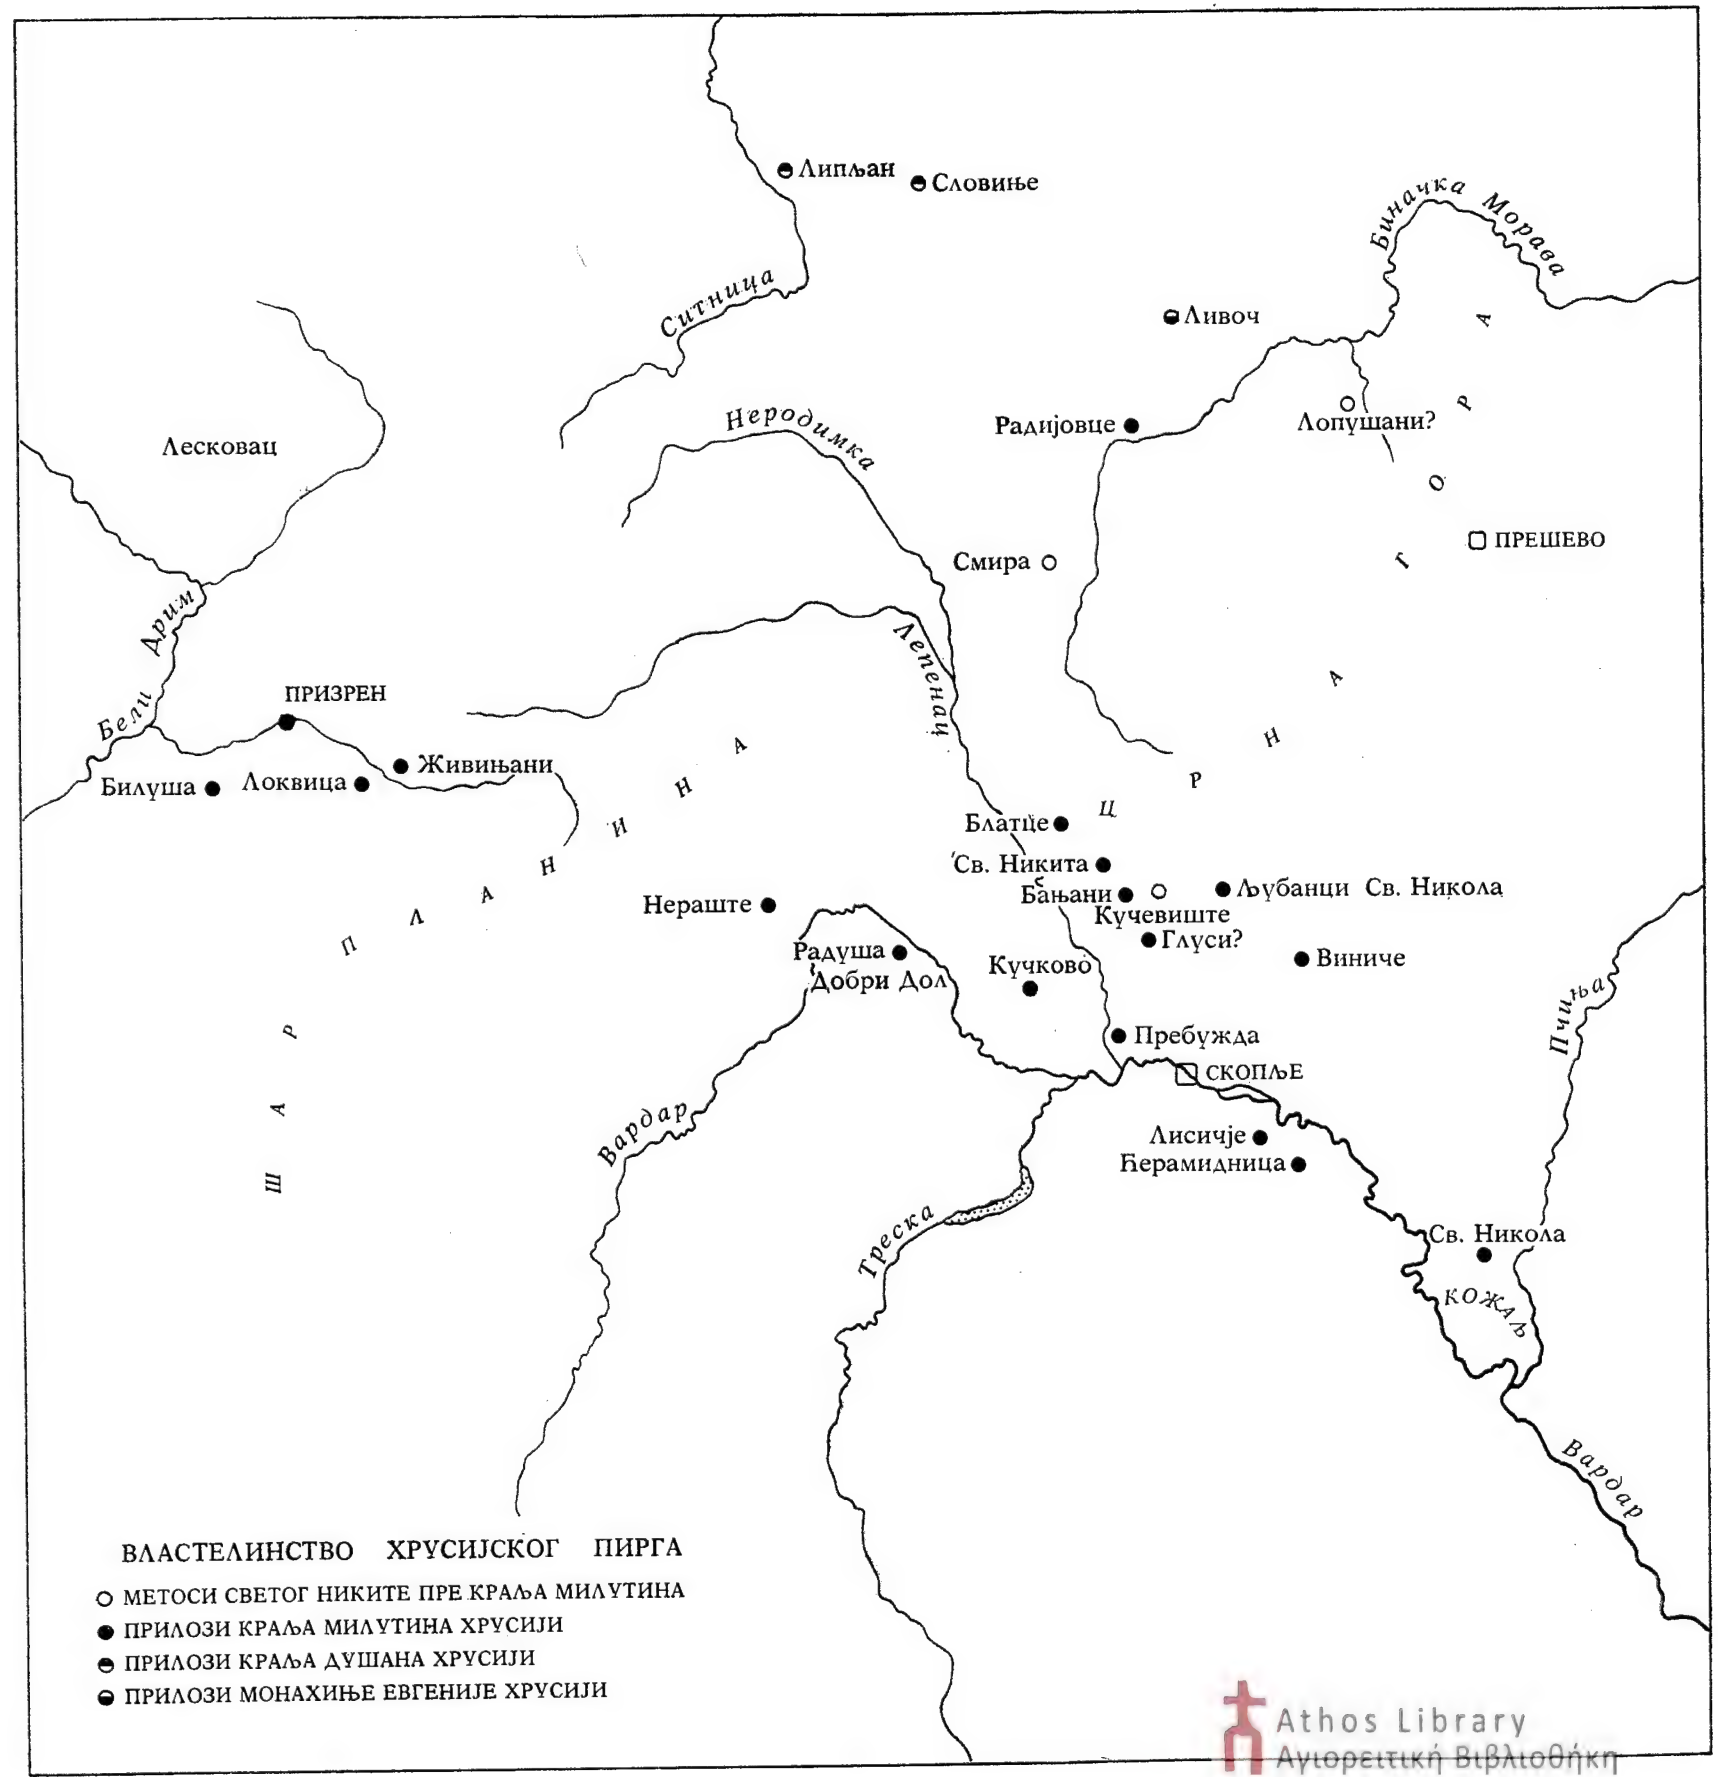 Липљан
Словиње
Биначка Морава
Ситница
Ливоч
Неродимка
Радијовце
Лопушани?
Лесковац
ПРЕШЕВО
Смира
Бели Дрим
Лепенац
ПРИЗРЕН
Живињани
Билуша
Локвица
ЦРНА ГОРА
ШАР ПЛАНИНА
Блатце
Св. Никита
Бањани
Љубанци Св. Никола
Кучевиште
Глуси?
Нераште
Виниче
Радуша
Добри Дол
Кучково
Пчиња
Пребужда
СКОПЉЕ
Вардар
Лисичје
Ћерамидница
Треска
Св. Никола
КОЖАЉ
Вардар
ВЛАСТЕЛИНСТВО ХРУСИЈСКОГ ПИРГА
МЕТОСИ СВЕТОГ НИКИТЕ ПРЕ КРАЉА МИЛУТИНА
ПРИЛОЗИ КРАЉА МИЛУТИНА ХРУСИЈИ
ПРИЛОЗИ КРАЉА ДУШАНА ХРУСИЈИ
ПРИЛОЗИ МОНАХИЊЕ ЕВГЕНИЈЕ ХРУСИЈИ
Athos Library
Αγιορειτική Βιβλιοθήκη